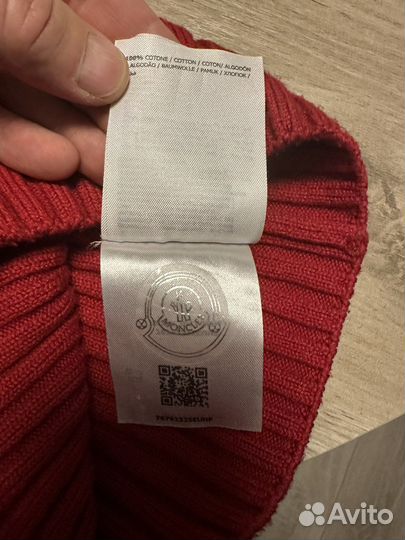 100% COTONE / COTTON / COTON / ALGODÓN
ALGODÃO / BAUMWOLLE / PAMUK / ХЛОПОК /
MONCLER
Avito